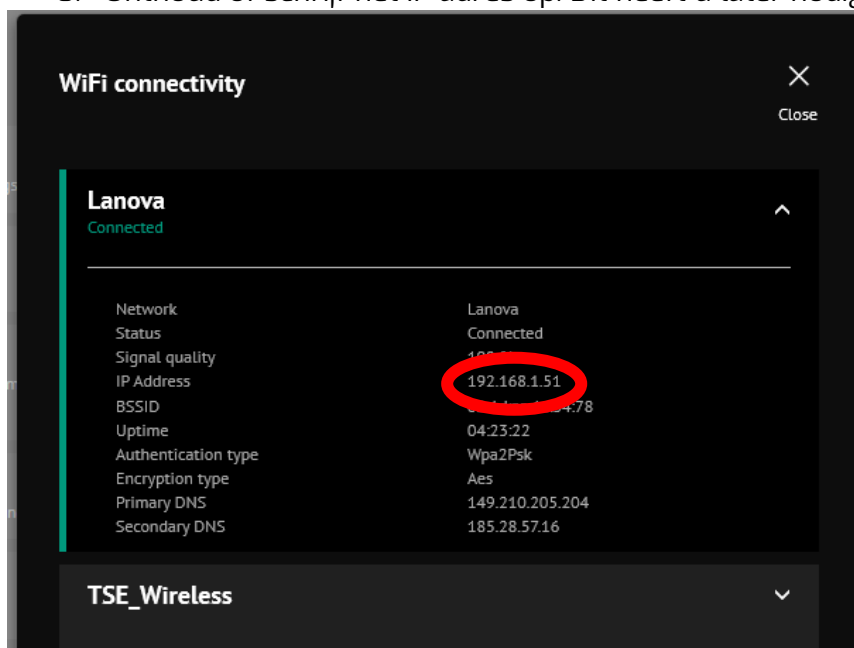 WiFi connectivity
Close
Lanova
Connected
Network Lanova
Status Connected
Signal quality
IP Address 192.168.1.51
BSSID :78
Uptime 04:23:22
Authentication type Wpa2Psk
Encryption type Aes
Primary DNS 149.210.205.204
Secondary DNS 185.28.57.16
TSE_Wireless